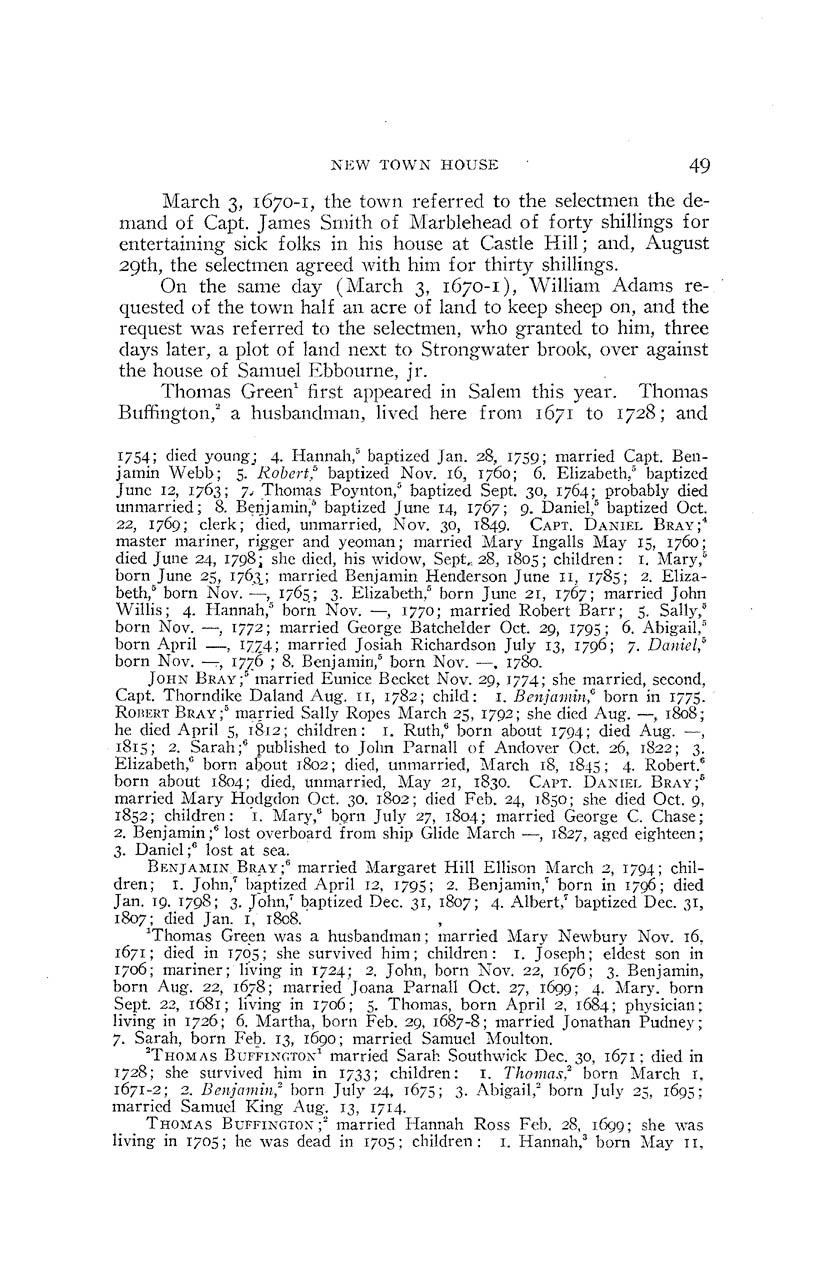 NEW TOWN HOUSE 49
March 3, 1670-1, the town referred to the selectmen the de-
mand of Capt. James Smith of Marblehead of forty shillings for
entertaining sick folks in his house at Castle Hill; and, August
29th, the selectmen agreed with him for thirty shillings.
On the same day (March 3, 1670-1), William Adams re-
quested of the town half an acre of land to keep sheep on, and the
request was referred to the selectmen, who granted to him, three
days later, a plot of land next to Strongwater brook, over against
the house of Samuel Ebbourne, jr.
Thomas Green¹ first appeared in Salem this year. Thomas
Buffington,² a husbandman, lived here from 1671 to 1728; and
1754; died young; 4. Hannah,⁵ baptized Jan. 28, 1759; married Capt. Ben-
jamin Webb; 5. Robert,⁵ baptized Nov. 16, 1760; 6. Elizabeth,⁵ baptized
June 12, 1763; 7. Thomas Poynton,⁵ baptized Sept. 30, 1764; probably died
unmarried; 8. Benjamin,⁵ baptized June 14, 1767; 9. Daniel,⁵ baptized Oct.
22, 1769; clerk; died, unmarried, Nov. 30, 1849. CAPT. DANIEL BRAY;⁴
master mariner, rigger and yeoman; married Mary Ingalls May 15, 1760;
died June 24, 1798; she died, his widow, Sept. 28, 1805; children: 1. Mary,⁵
born June 25, 1763; married Benjamin Henderson June 11, 1785; 2. Eliza-
beth,⁵ born Nov. —, 1765; 3. Elizabeth,⁵ born June 21, 1767; married John
Willis; 4. Hannah,⁵ born Nov. —, 1770; married Robert Barr; 5. Sally,⁵
born Nov. —, 1772; married George Batchelder Oct. 29, 1795; 6. Abigail,⁵
born April —, 1774; married Josiah Richardson July 13, 1796; 7. Daniel,⁵
born Nov. —, 1776 ; 8. Benjamin,⁵ born Nov. —, 1780.
JOHN BRAY;⁵ married Eunice Becket Nov. 29, 1774; she married, second,
Capt. Thorndike Daland Aug. 11, 1782; child: 1. Benjamin,⁶ born in 1775.
ROBERT BRAY;⁵ married Sally Ropes March 25, 1792; she died Aug. —, 1808;
he died April 5, 1812; children: 1. Ruth,⁶ born about 1794; died Aug. —,
1815; 2. Sarah;⁶ published to John Parnall of Andover Oct. 26, 1822; 3.
Elizabeth,⁶ born about 1802; died, unmarried, March 18, 1845; 4. Robert.⁶
born about 1804; died, unmarried, May 21, 1830. CAPT. DANIEL BRAY;⁵
married Mary Hodgdon Oct. 30. 1802; died Feb. 24, 1850; she died Oct. 9,
1852; children: 1. Mary,⁶ born July 27, 1804; married George C. Chase;
2. Benjamin;⁶ lost overboard from ship Glide March —, 1827, aged eighteen;
3. Daniel;⁶ lost at sea.
BENJAMIN BRAY;⁶ married Margaret Hill Ellison March 2, 1794; chil-
dren; 1. John,⁷ baptized April 12, 1795; 2. Benjamin,⁷ born in 1796; died
Jan. 19. 1798; 3. John,⁷ baptized Dec. 31, 1807; 4. Albert,⁷ baptized Dec. 31,
1807; died Jan. 1, 1808.
¹Thomas Green was a husbandman; married Mary Newbury Nov. 16,
1671; died in 1705; she survived him; children: 1. Joseph; eldest son in
1706; mariner; living in 1724; 2. John, born Nov. 22, 1676; 3. Benjamin,
born Aug. 22, 1678; married Joana Parnall Oct. 27, 1699; 4. Mary. born
Sept. 22, 1681; living in 1706; 5. Thomas, born April 2, 1684; physician;
living in 1726; 6. Martha, born Feb. 29, 1687-8; married Jonathan Pudney;
7. Sarah, born Feb. 13, 1690; married Samuel Moulton.
²THOMAS BUFFINGTON¹ married Sarah Southwick Dec. 30, 1671; died in
1728; she survived him in 1733; children: 1. Thomas,² born March 1,
1671-2; 2. Benjamin,² born July 24, 1675; 3. Abigail,² born July 25, 1695;
married Samuel King Aug. 13, 1714.
THOMAS BUFFINGTON;² married Hannah Ross Feb. 28, 1699; she was
living in 1705; he was dead in 1705; children: 1. Hannah,³ born May 11,